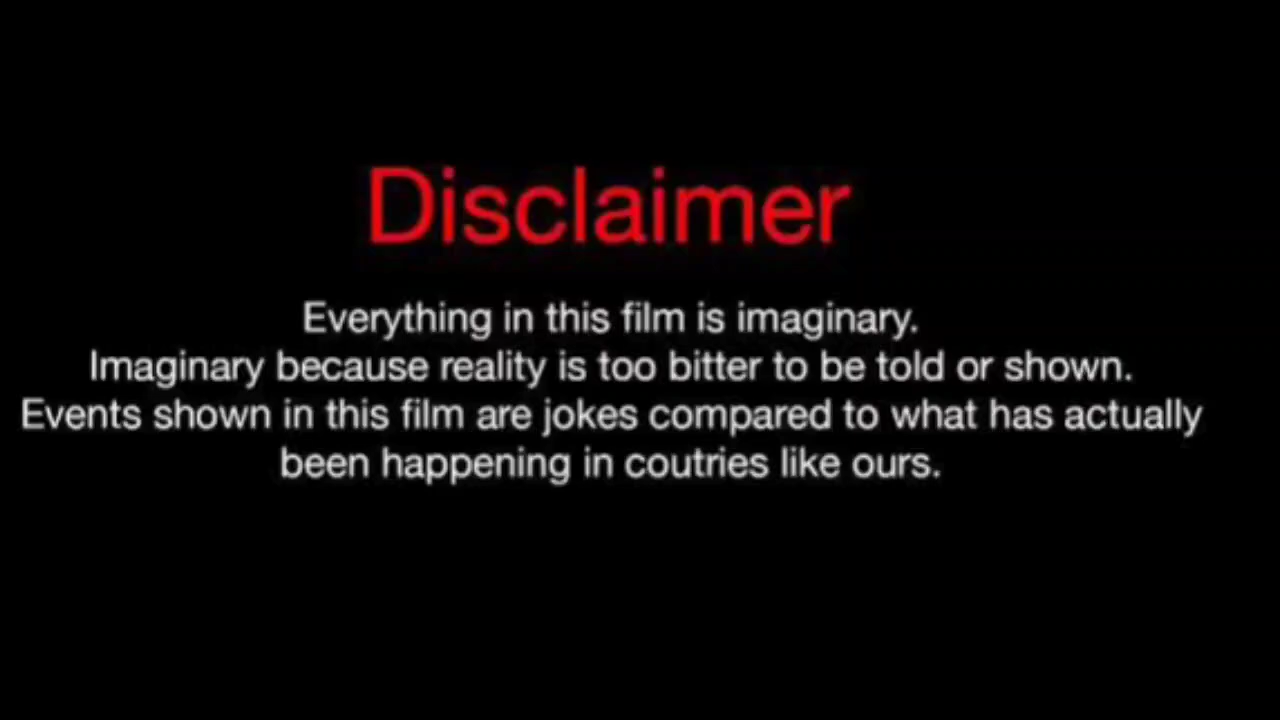 Disclaimer
Everything in this film is imaginary.
Imaginary because reality is too bitter to be told or shown.
Events shown in this film are jokes compared to what has actually
been happening in coutries like ours.